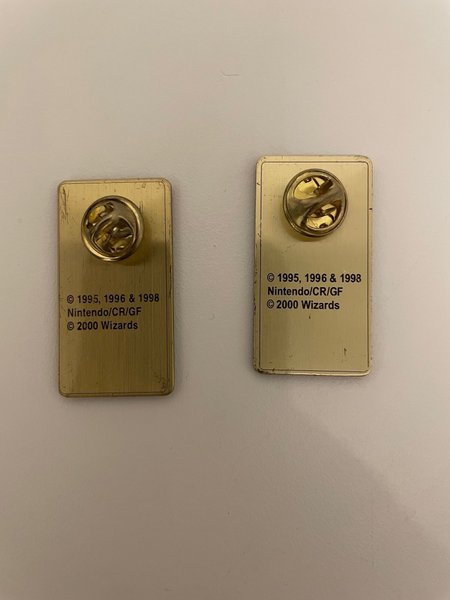 © 1995, 1996 & 1998
Nintendo/CR/GF
© 2000 Wizards
© 1995, 1996 & 1998
Nintendo/CR/GF
© 2000 Wizards